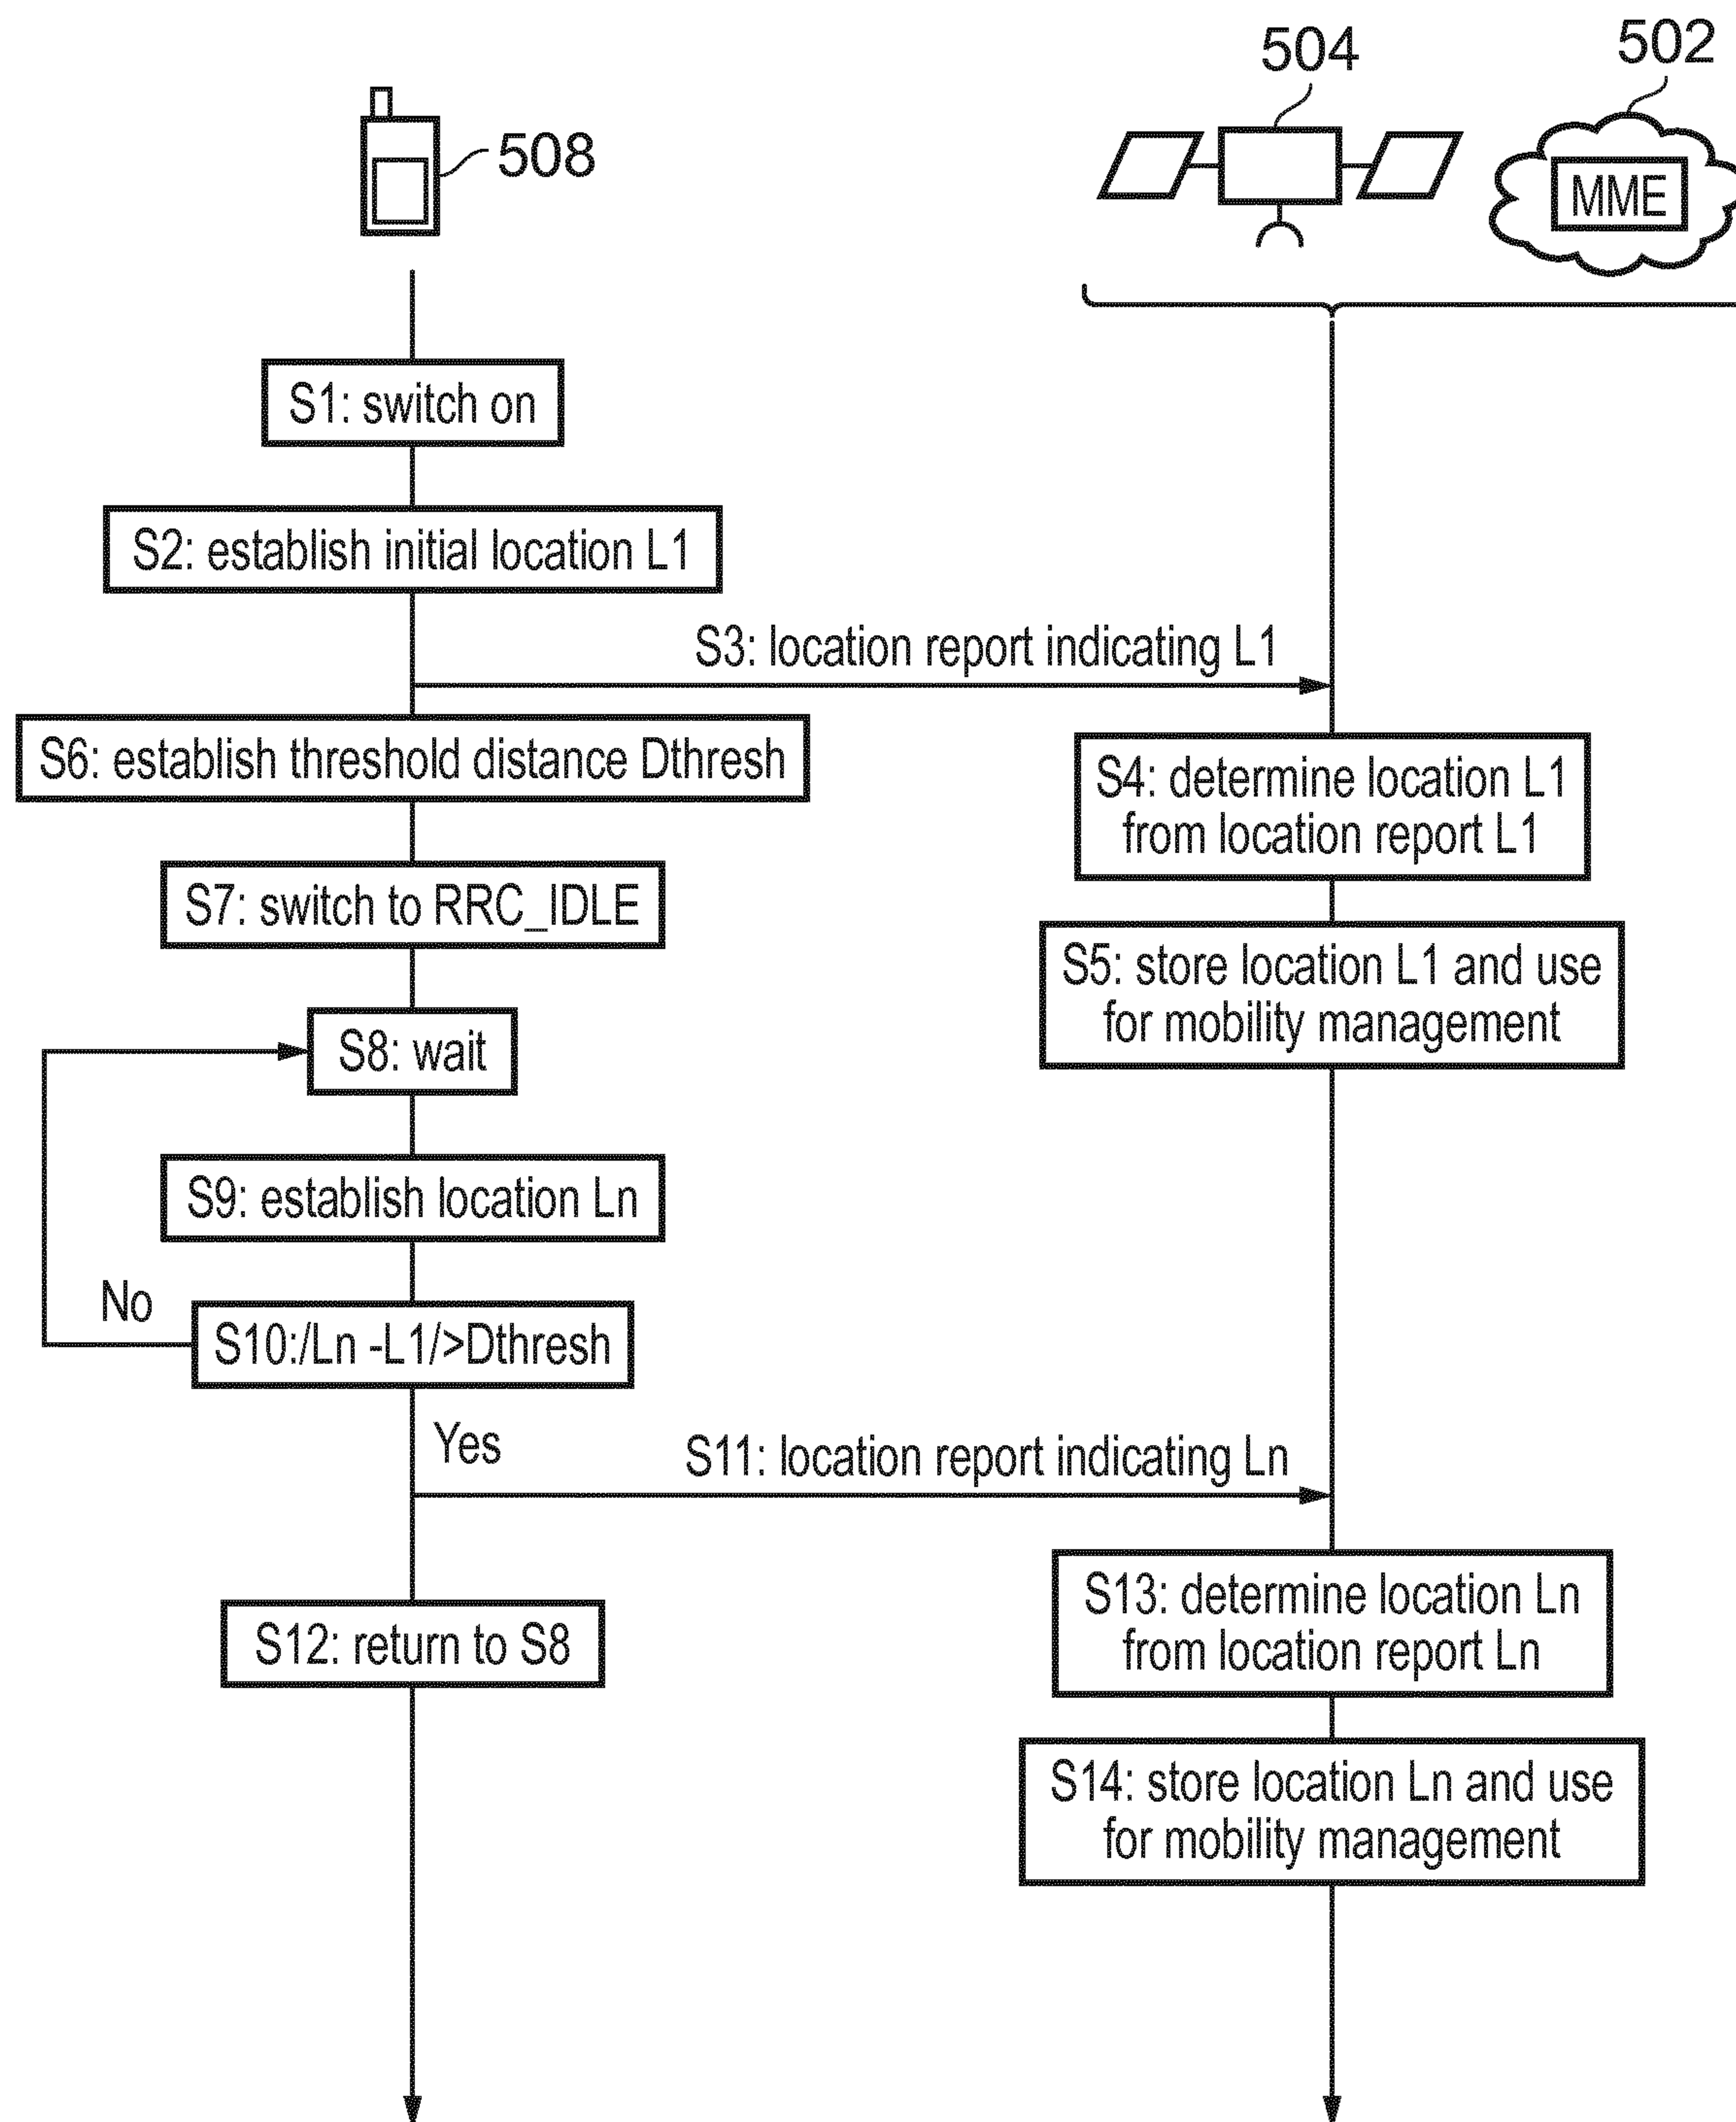 504
502
508
MME
S1: switch on
S2: establish initial location L1
S3: location report indicating L1
S6: establish threshold distance Dthresh
S4: determine location L1
from location report L1
S7: switch to RRC_IDLE
S5: store location L1 and use
for mobility management
S8: wait
S9: establish location Ln
No
S10:/Ln -L1/>Dthresh
Yes
S11: location report indicating Ln
S13: determine location Ln
from location report Ln
S12: return to S8
S14: store location Ln and use
for mobility management